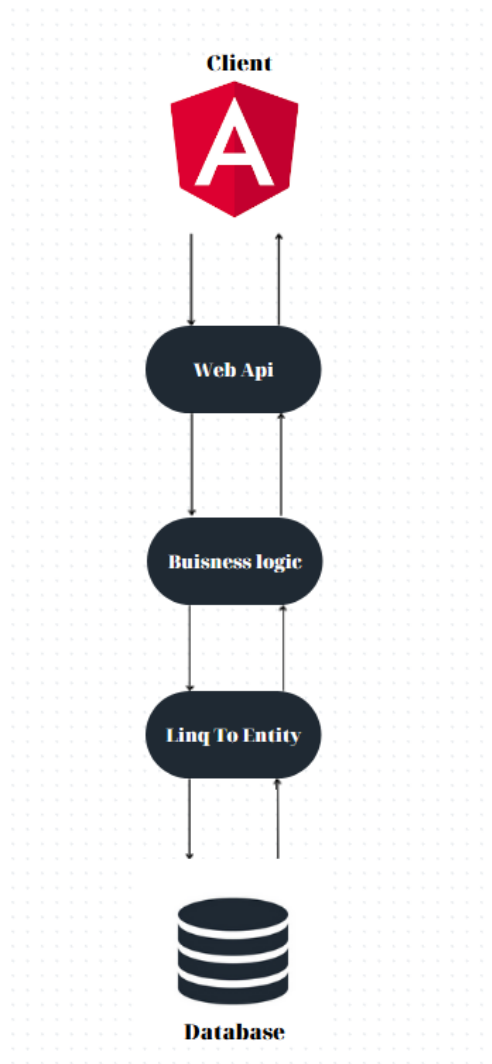 Client
Web Api
Buisness logic
Linq To Entity
Database